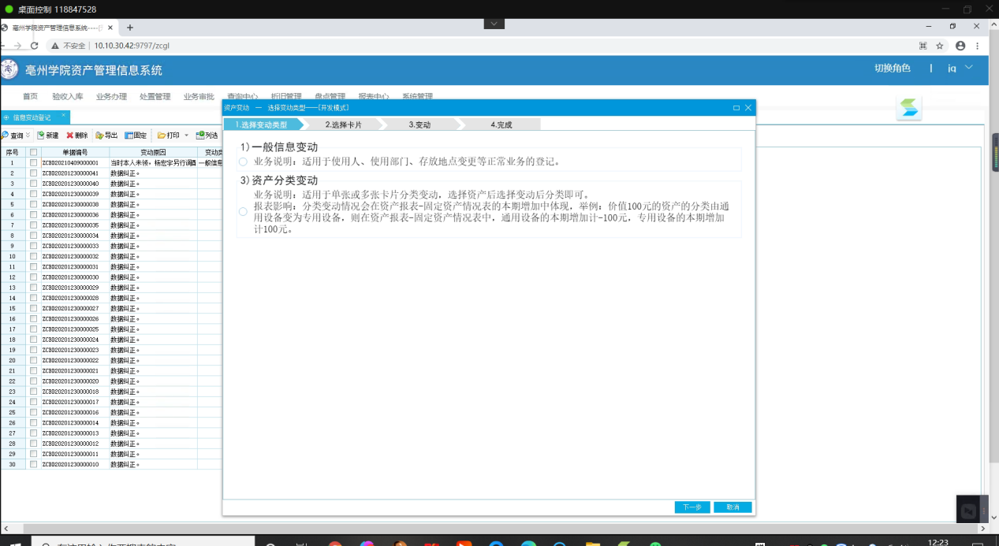 桌面控制 118847528
亳州学院资产管理信息系统----[
不安全 | 10.10.30.42:9797/zcgl
亳州学院资产管理信息系统
切换角色 | jq
首页 验收入库 业务办理 处置管理 业务审批 查询中心 折旧管理 盘点管理 报表中心 系统管理
信息变动登记
查询 新建 删除 导出 固定 打印 列选
序号 单据编号 变动原因 变动类
1 ZCBD20210409000001 当时本人未领，杨宏宇另行调 一般信息
2 ZCBD20201230000041 数据纠正。
3 ZCBD20201230000040 数据纠正。
4 ZCBD20201230000039 数据纠正。
5 ZCBD20201230000038 数据纠正。
6 ZCBD20201230000036 数据纠正。
7 ZCBD20201230000035 数据纠正。
8 ZCBD20201230000034 数据纠正。
9 ZCBD20201230000033 数据纠正。
10 ZCBD20201230000032 数据纠正。
11 ZCBD20201230000031 数据纠正。
12 ZCBD20201230000030 数据纠正。
13 ZCBD20201230000029 数据纠正。
14 ZCBD20201230000028 数据纠正。
15 ZCBD20201230000027 数据纠正。
16 ZCBD20201230000026 数据纠正。
17 ZCBD20201230000025 数据纠正。
18 ZCBD20201230000024 数据纠正。
19 ZCBD20201230000023 数据纠正。
20 ZCBD20201230000022 数据纠正。
21 ZCBD20201230000021 数据纠正。
22 ZCBD20201230000020 数据纠正。
23 ZCBD20201230000018 数据纠正。
24 ZCBD20201230000017 数据纠正。
25 ZCBD20201230000016 数据纠正。
26 ZCBD20201230000014 数据纠正。
27 ZCBD20201230000013 数据纠正。
28 ZCBD20201230000012 数据纠正。
29 ZCBD20201230000011 数据纠正。
30 ZCBD20201230000010 数据纠正。
资产变动 — 选择变动类型——[开发模式]
1.选择变动类型 2.选择卡片 3.变动 4.完成
1)一般信息变动
业务说明：适用于使用人、使用部门、存放地点变更等正常业务的登记。
3)资产分类变动
业务说明：适用于单张或多张卡片分类变动，选择资产后选择变动后分类即可。
报表影响：分类变动情况会在资产报表-固定资产情况表的本期增加中体现，举例：价值100元的资产的分类由通
用设备变为专用设备，则在资产报表-固定资产情况表中，通用设备的本期增加计-100元，专用设备的本期增加
计100元。
下一步 取消
在这里输入你要搜索的内容
12:23